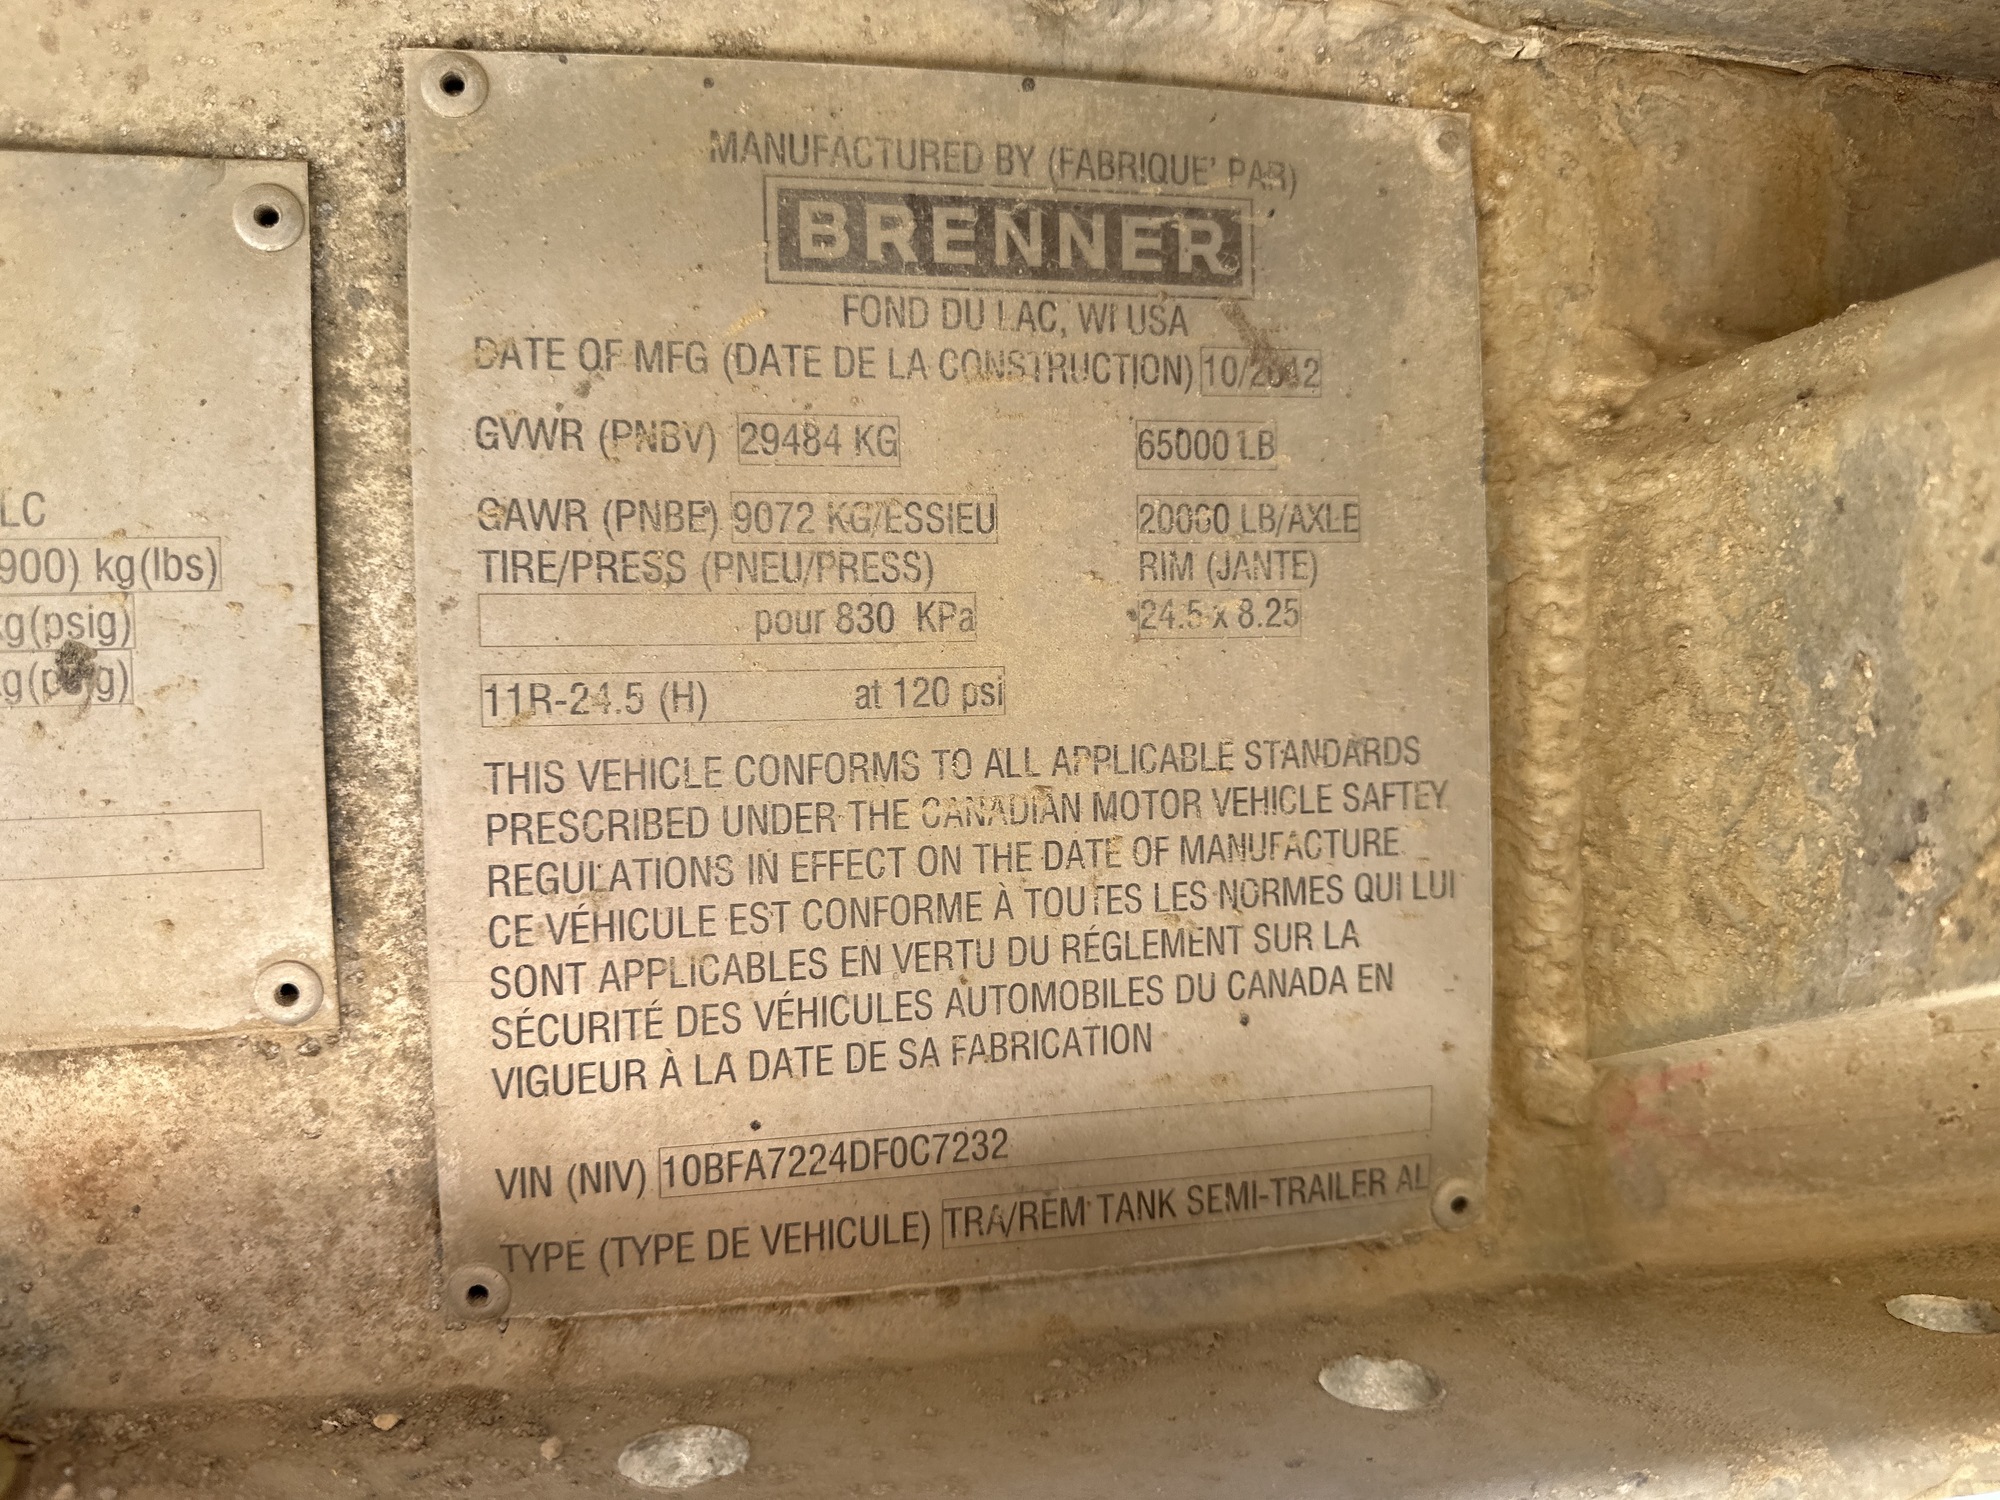 LC
900) kg(lbs)
kg(psig)
MANUFACTURED BY (FABRIQUE' PAR)
BRENNER
FOND DU LAC, WI USA
DATE OF MFG (DATE DE LA CONSTRUCTION) 10/2012
GVWR (PNBV) 29484 KG 65000 LB
GAWR (PNBE) 9072 KG/ESSIEU 20000 LB/AXLE
TIRE/PRESS (PNEU/PRESS) RIM (JANTE)
pour 830 KPa 24.5 x 8.25
11R-24.5 (H) at 120 psi
THIS VEHICLE CONFORMS TO ALL APPLICABLE STANDARDS
PRESCRIBED UNDER THE CANADIAN MOTOR VEHICLE SAFTEY
REGULATIONS IN EFFECT ON THE DATE OF MANUFACTURE
CE VÉHICULE EST CONFORME À TOUTES LES NORMES QUI LUI
SONT APPLICABLES EN VERTU DU RÉGLEMENT SUR LA
SÉCURITÉ DES VÉHICULES AUTOMOBILES DU CANADA EN
VIGUEUR À LA DATE DE SA FABRICATION
VIN (NIV) 10BFA7224DF0C7232
TYPE (TYPE DE VEHICULE) TRA/REM TANK SEMI-TRAILER AL